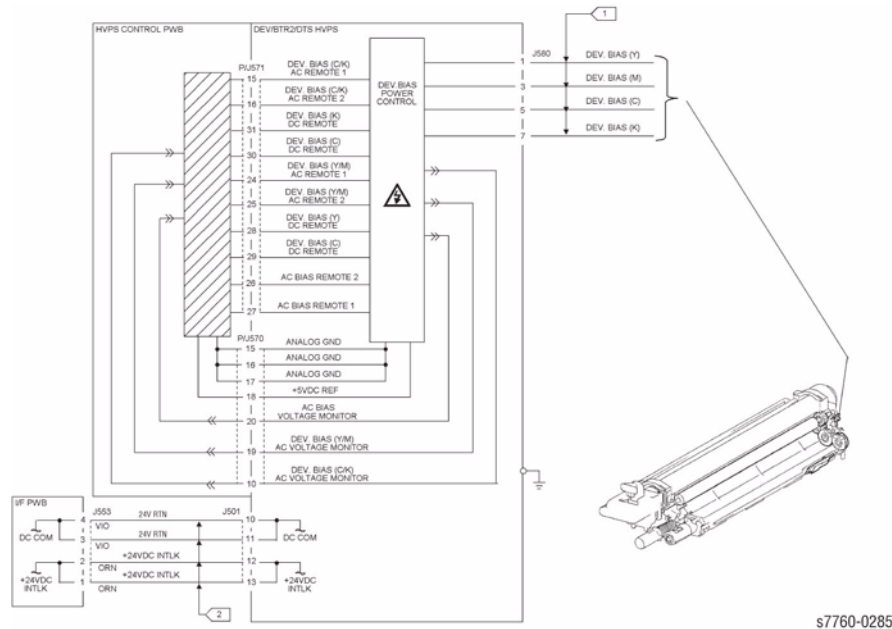 HVPS CONTROL PWB
DEV/BTR2/DTS HVPS
1
P/J571
15
DEV. BIAS (C/K)
AC REMOTE 1
16
DEV. BIAS (C/K)
AC REMOTE 2
31
DEV. BIAS (K)
DC REMOTE
30
DEV. BIAS (C)
DC REMOTE
24
DEV. BIAS (Y/M)
AC REMOTE 1
25
DEV. BIAS (Y/M)
AC REMOTE 2
28
DEV. BIAS (Y)
DC REMOTE
29
DEV. BIAS (C)
DC REMOTE
26
AC BIAS REMOTE 2
27
AC BIAS REMOTE 1
DEV.BIAS
POWER
CONTROL
J580
1
DEV. BIAS (Y)
3
DEV. BIAS (M)
5
DEV. BIAS (C)
7
DEV. BIAS (K)
P/J570
15
ANALOG GND
16
ANALOG GND
17
ANALOG GND
18
+5VDC REF
20
AC BIAS
VOLTAGE MONITOR
19
DEV. BIAS (Y/M)
AC VOLTAGE MONITOR
10
DEV. BIAS (C/K)
AC VOLTAGE MONITOR
I/F PWB
J553
J501
DC COM
4
24V RTN
10
VIO
3
24V RTN
11
VIO
DC COM
+24VDC
INTLK
2
+24VDC INTLK
12
ORN
1
+24VDC INTLK
13
ORN
+24VDC
INTLK
2
s7760-0285